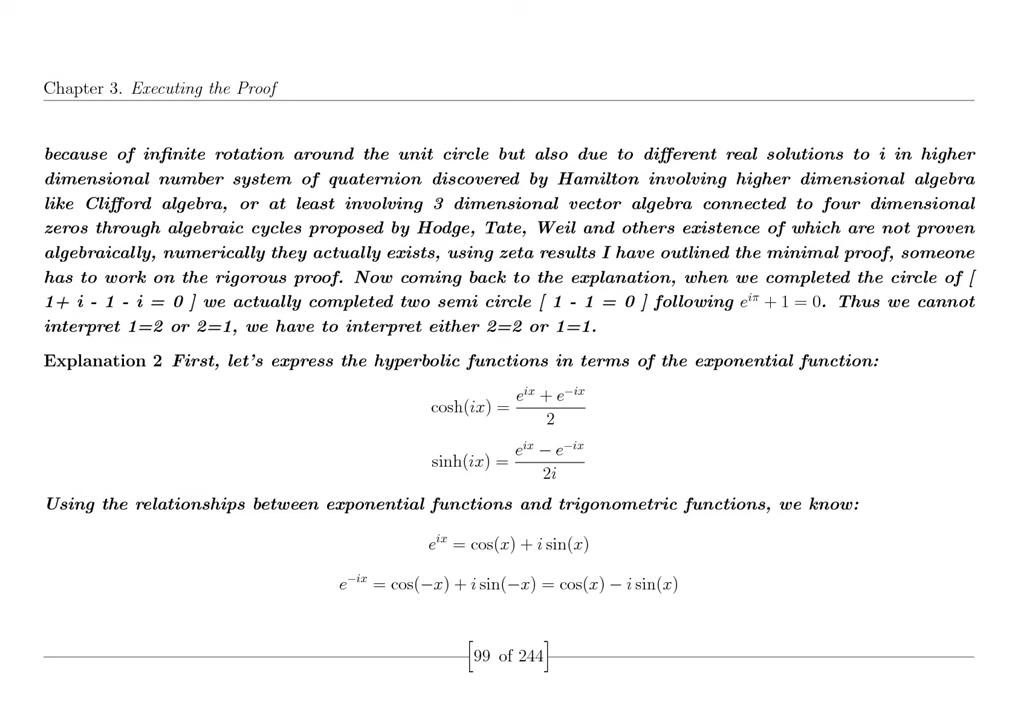 Chapter 3. Executing the Proof
because of infinite rotation around the unit circle but also due to different real solutions to i in higher
dimensional number system of quaternion discovered by Hamilton involving higher dimensional algebra
like Clifford algebra, or at least involving 3 dimensional vector algebra connected to four dimensional
zeros through algebraic cycles proposed by Hodge, Tate, Weil and others existence of which are not proven
algebraically, numerically they actually exists, using zeta results I have outlined the minimal proof, someone
has to work on the rigorous proof. Now coming back to the explanation, when we completed the circle of [
1+ i - 1 - i = 0 ] we actually completed two semi circle [ 1 - 1 = 0 ] following e^{iπ} + 1 = 0. Thus we cannot
interpret 1=2 or 2=1, we have to interpret either 2=2 or 1=1.
Explanation 2 First, let's express the hyperbolic functions in terms of the exponential function:
cosh(ix) = \frac{e^{ix} + e^{-ix}}{2}
sinh(ix) = \frac{e^{ix} − e^{-ix}}{2i}
Using the relationships between exponential functions and trigonometric functions, we know:
e^{ix} = cos(x) + i sin(x)
e^{-ix} = cos(−x) + i sin(−x) = cos(x) − i sin(x)
[99 of 244]